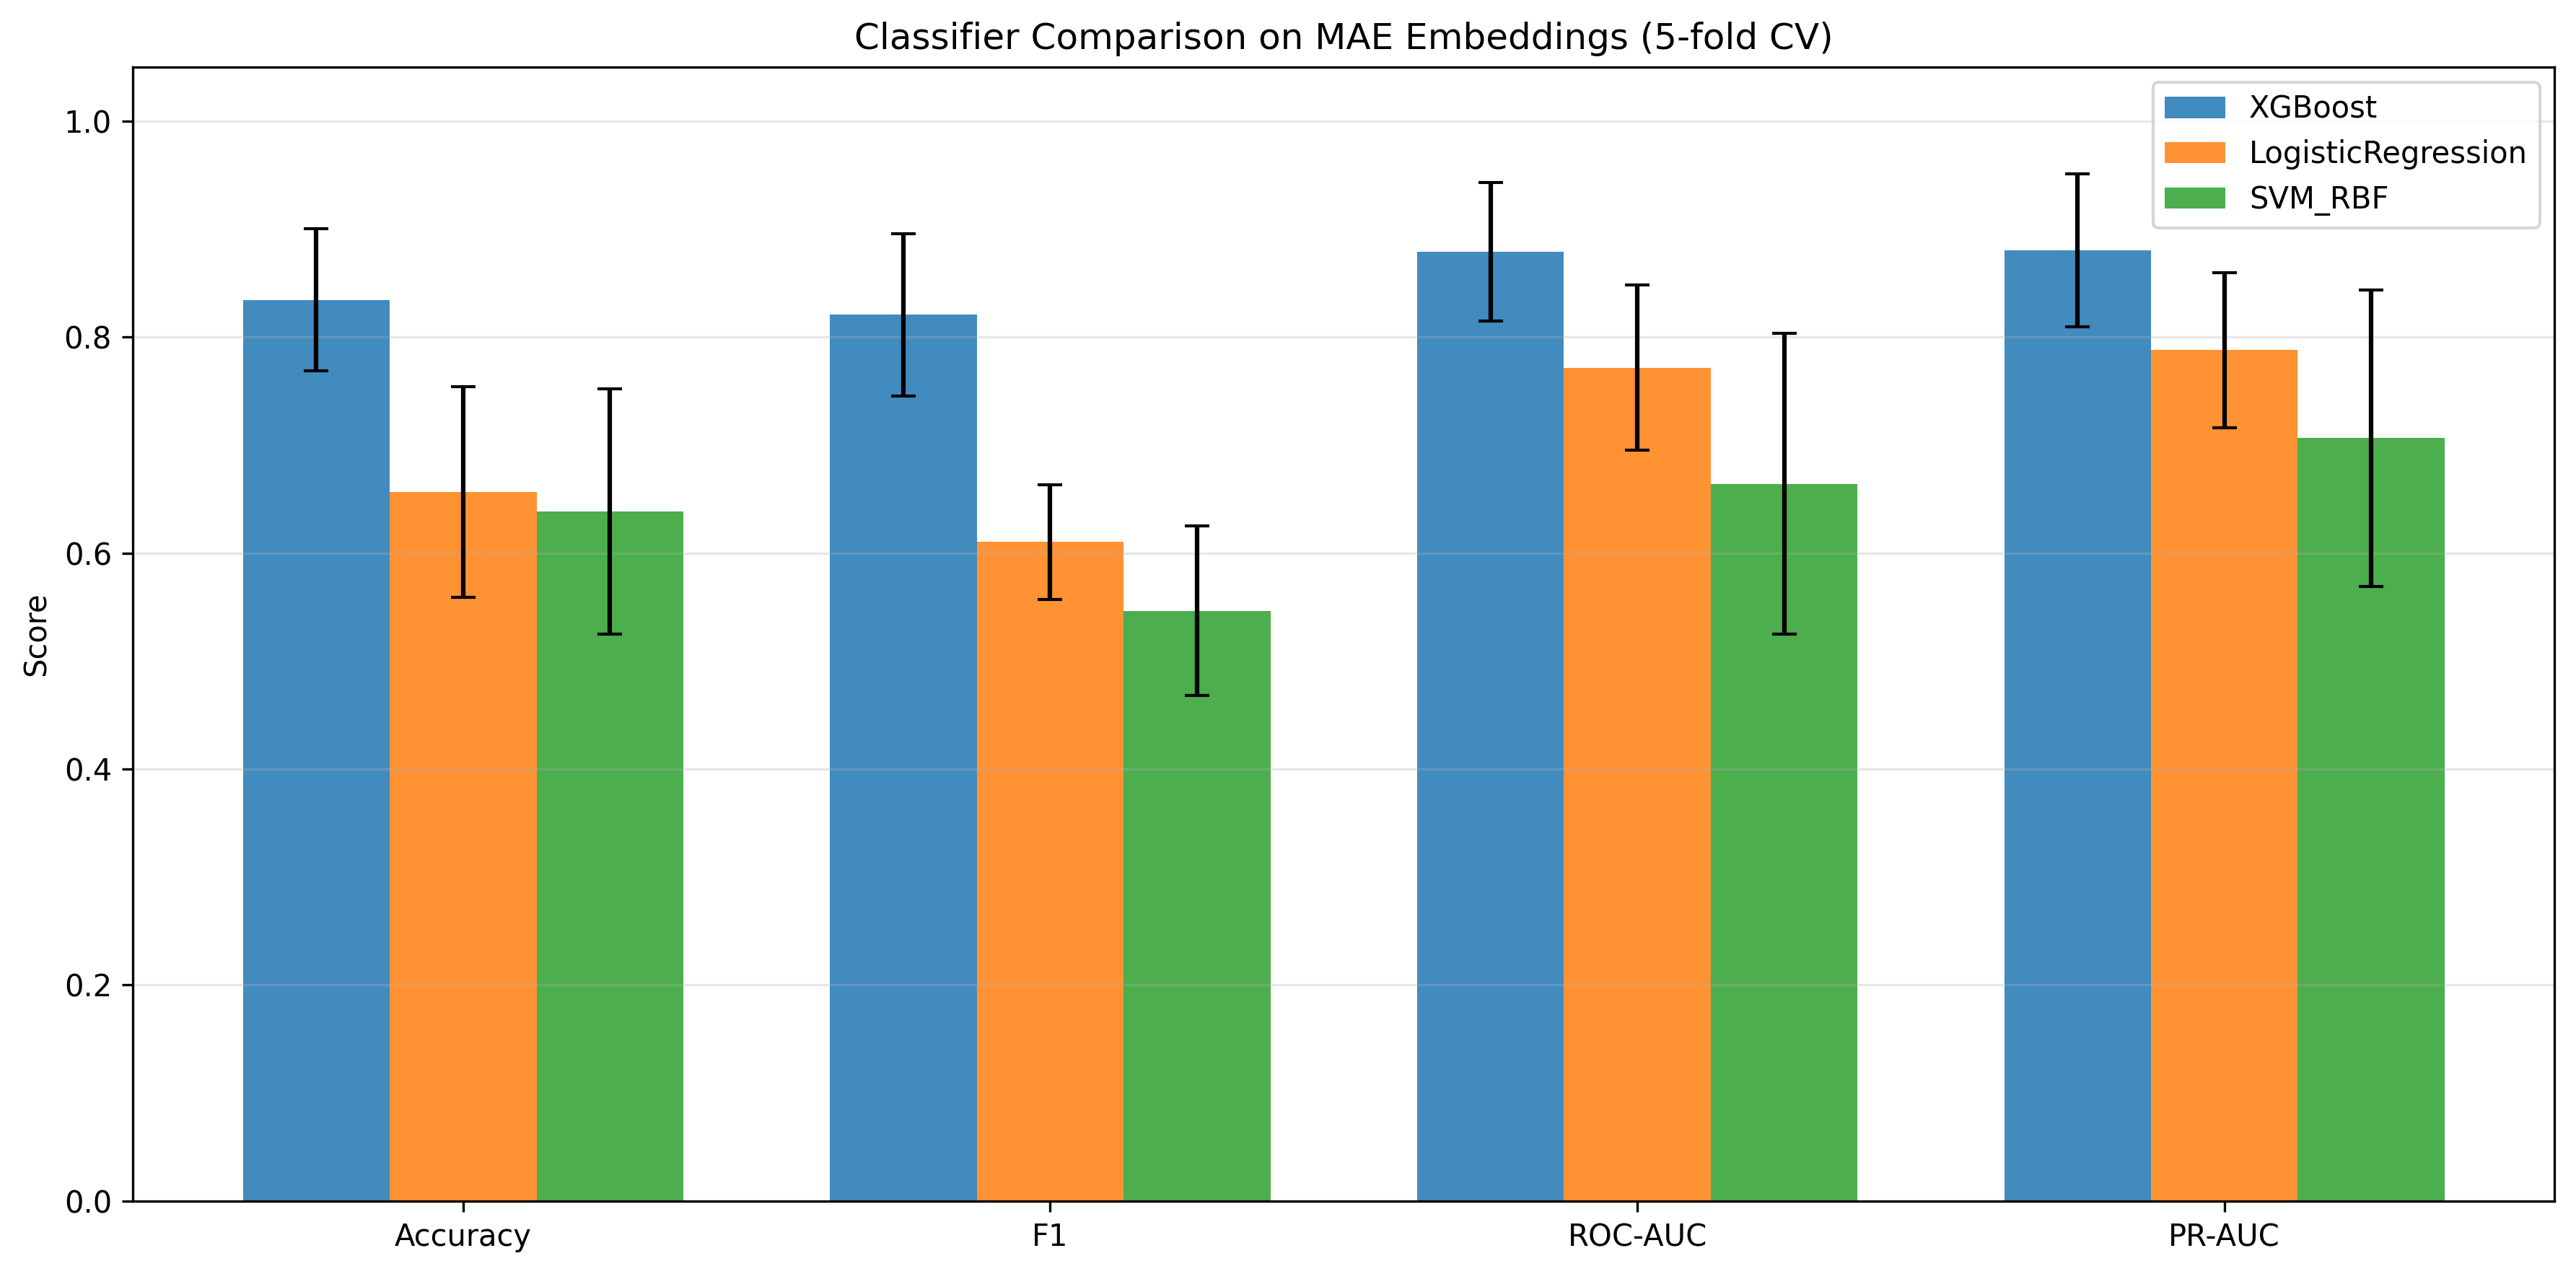 Classifier Comparison on MAE Embeddings (5-fold CV)
XGBoost
LogisticRegression
SVM_RBF
Score
1.0
0.8
0.6
0.4
0.2
0.0
Accuracy
F1
ROC-AUC
PR-AUC